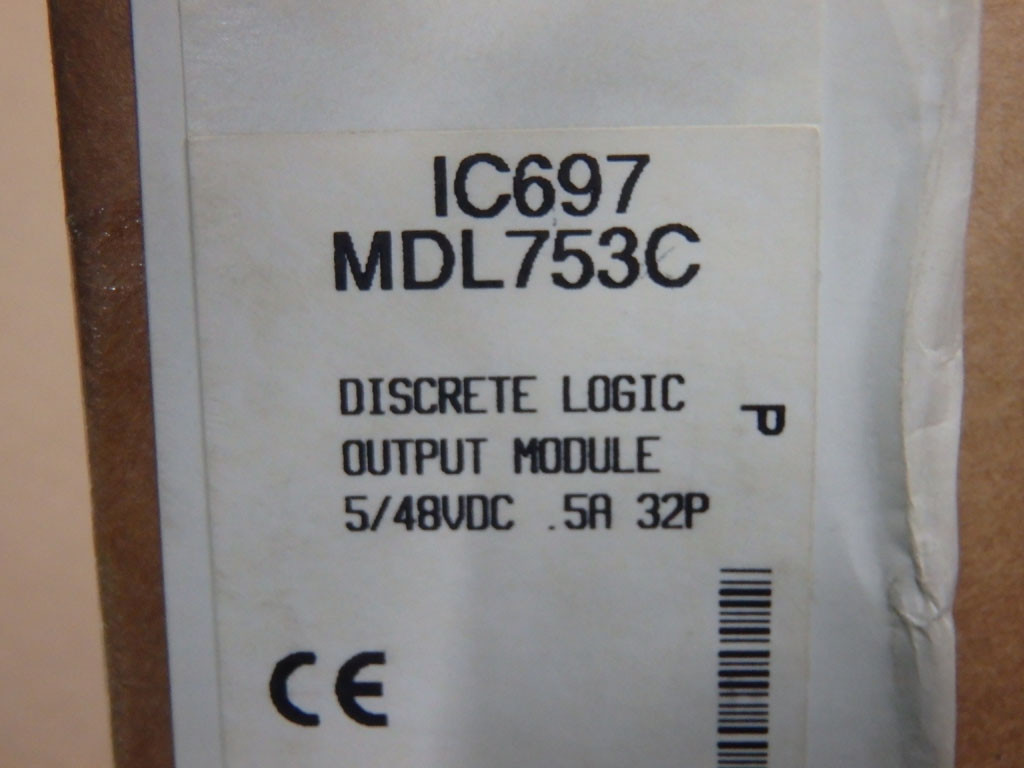 IC697
MDL753C
DISCRETE LOGIC
OUTPUT MODULE
5/48VDC .5A 32P
P
CE